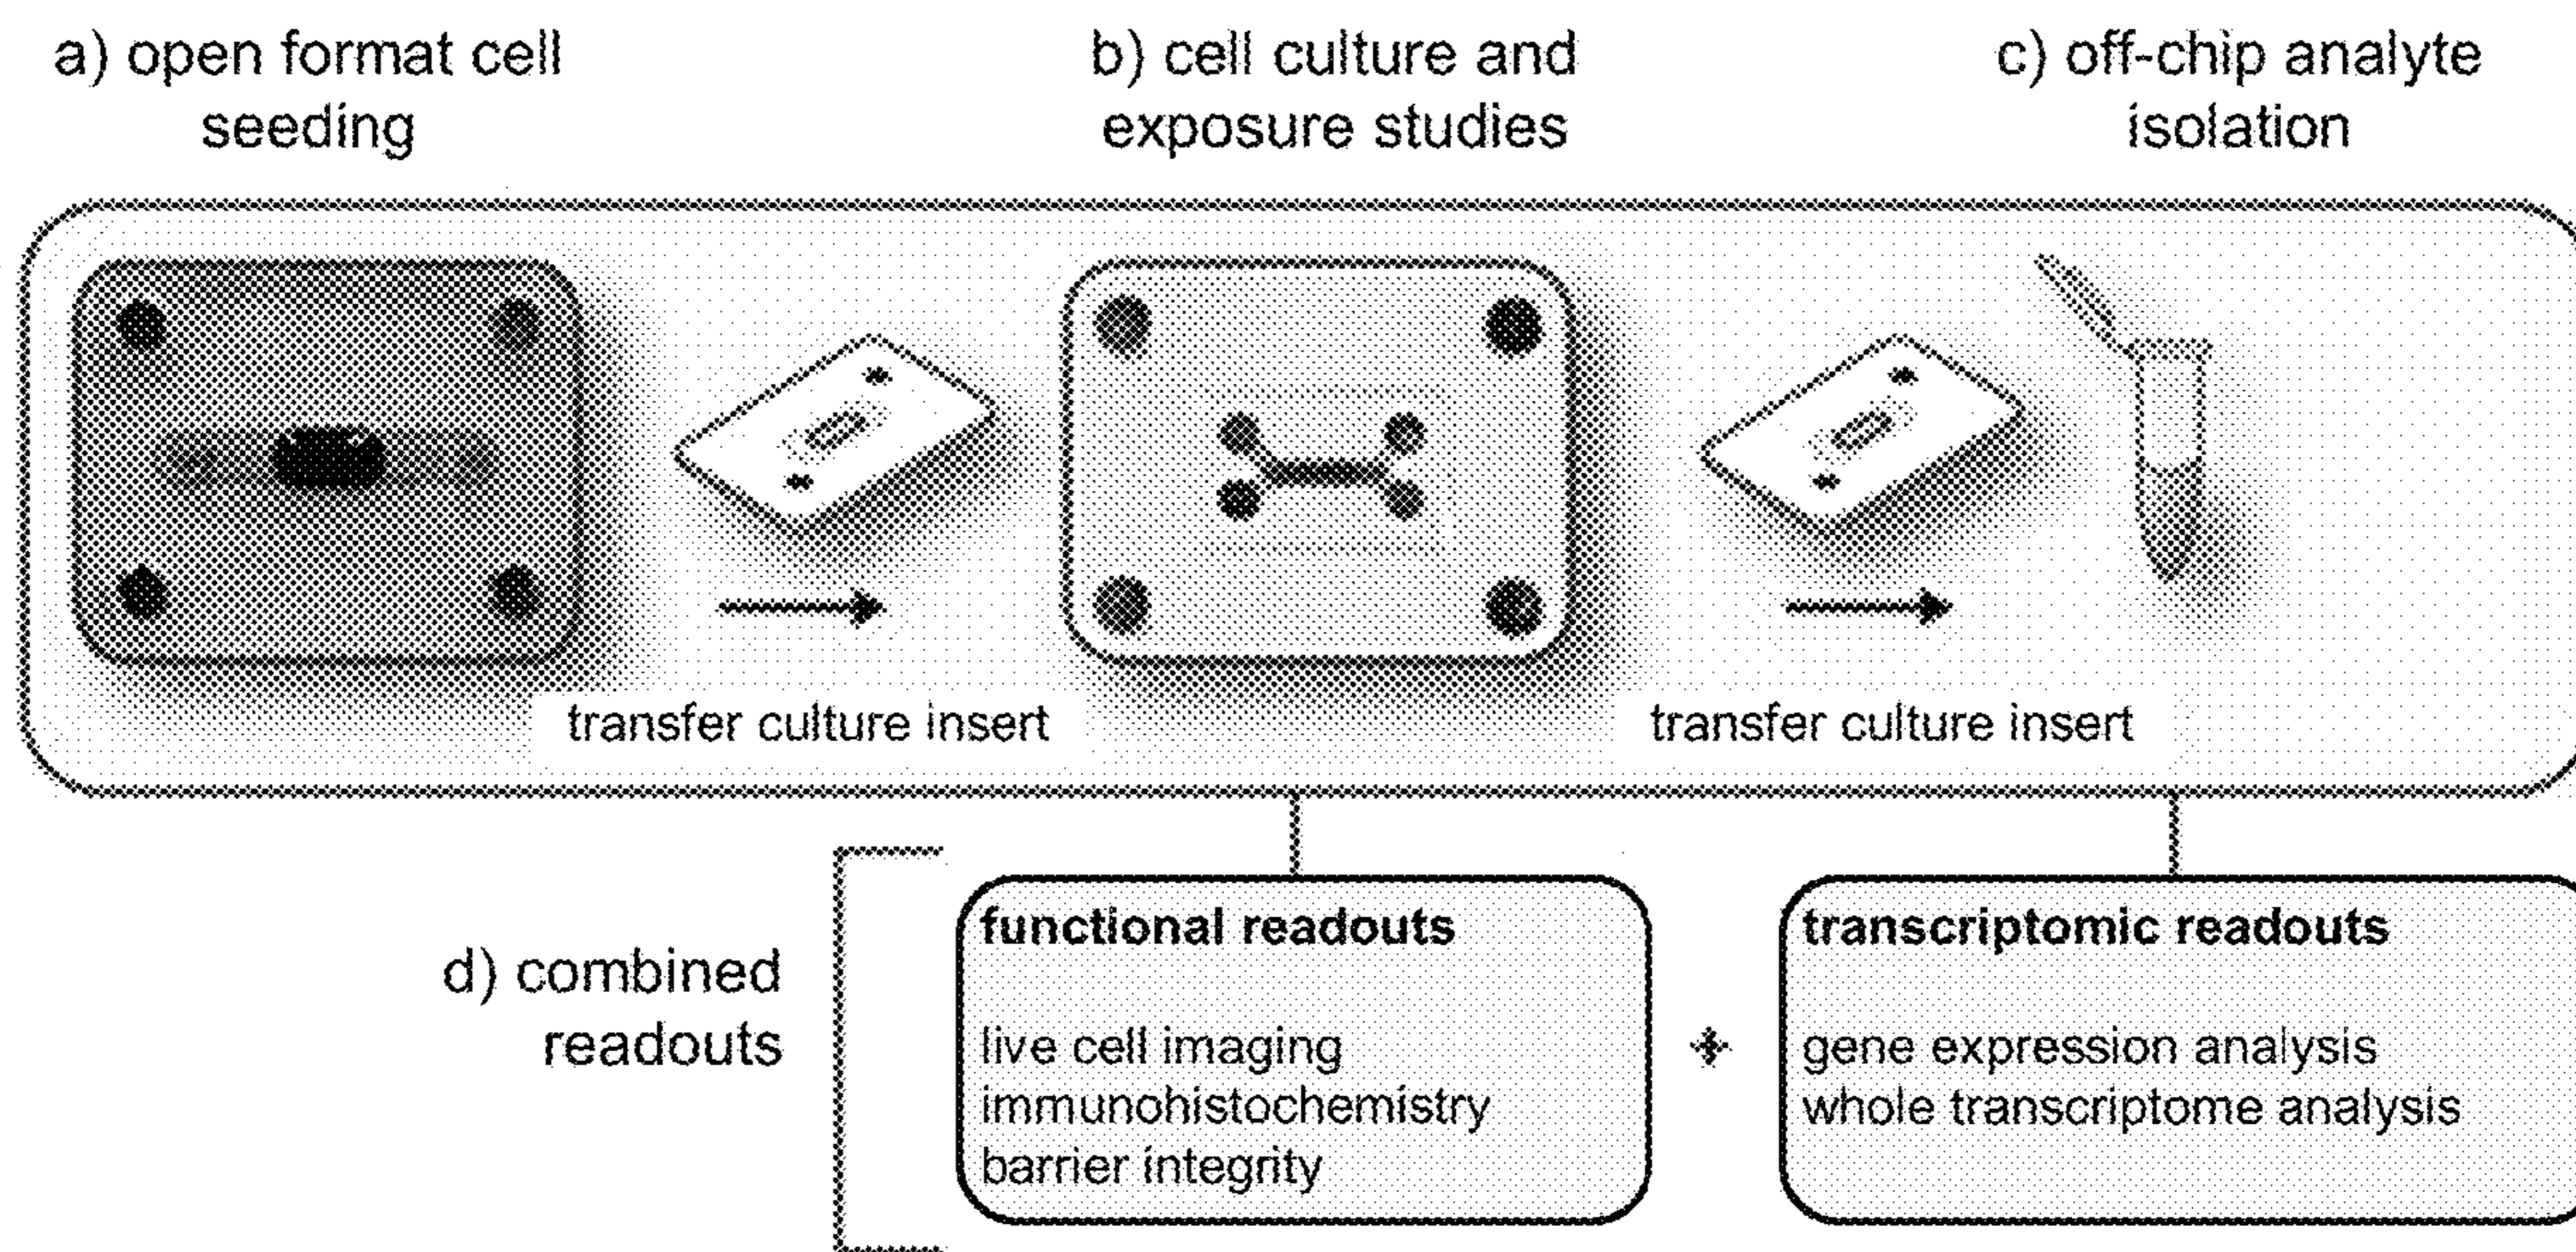 a) open format cell
seeding
b) cell culture and
exposure studies
c) off-chip analyte
isolation
transfer culture insert
transfer culture insert
d) combined
readouts
functional readouts
live cell imaging
immunohistochemistry
barrier integrity
+
transcriptomic readouts
gene expression analysis
whole transcriptome analysis